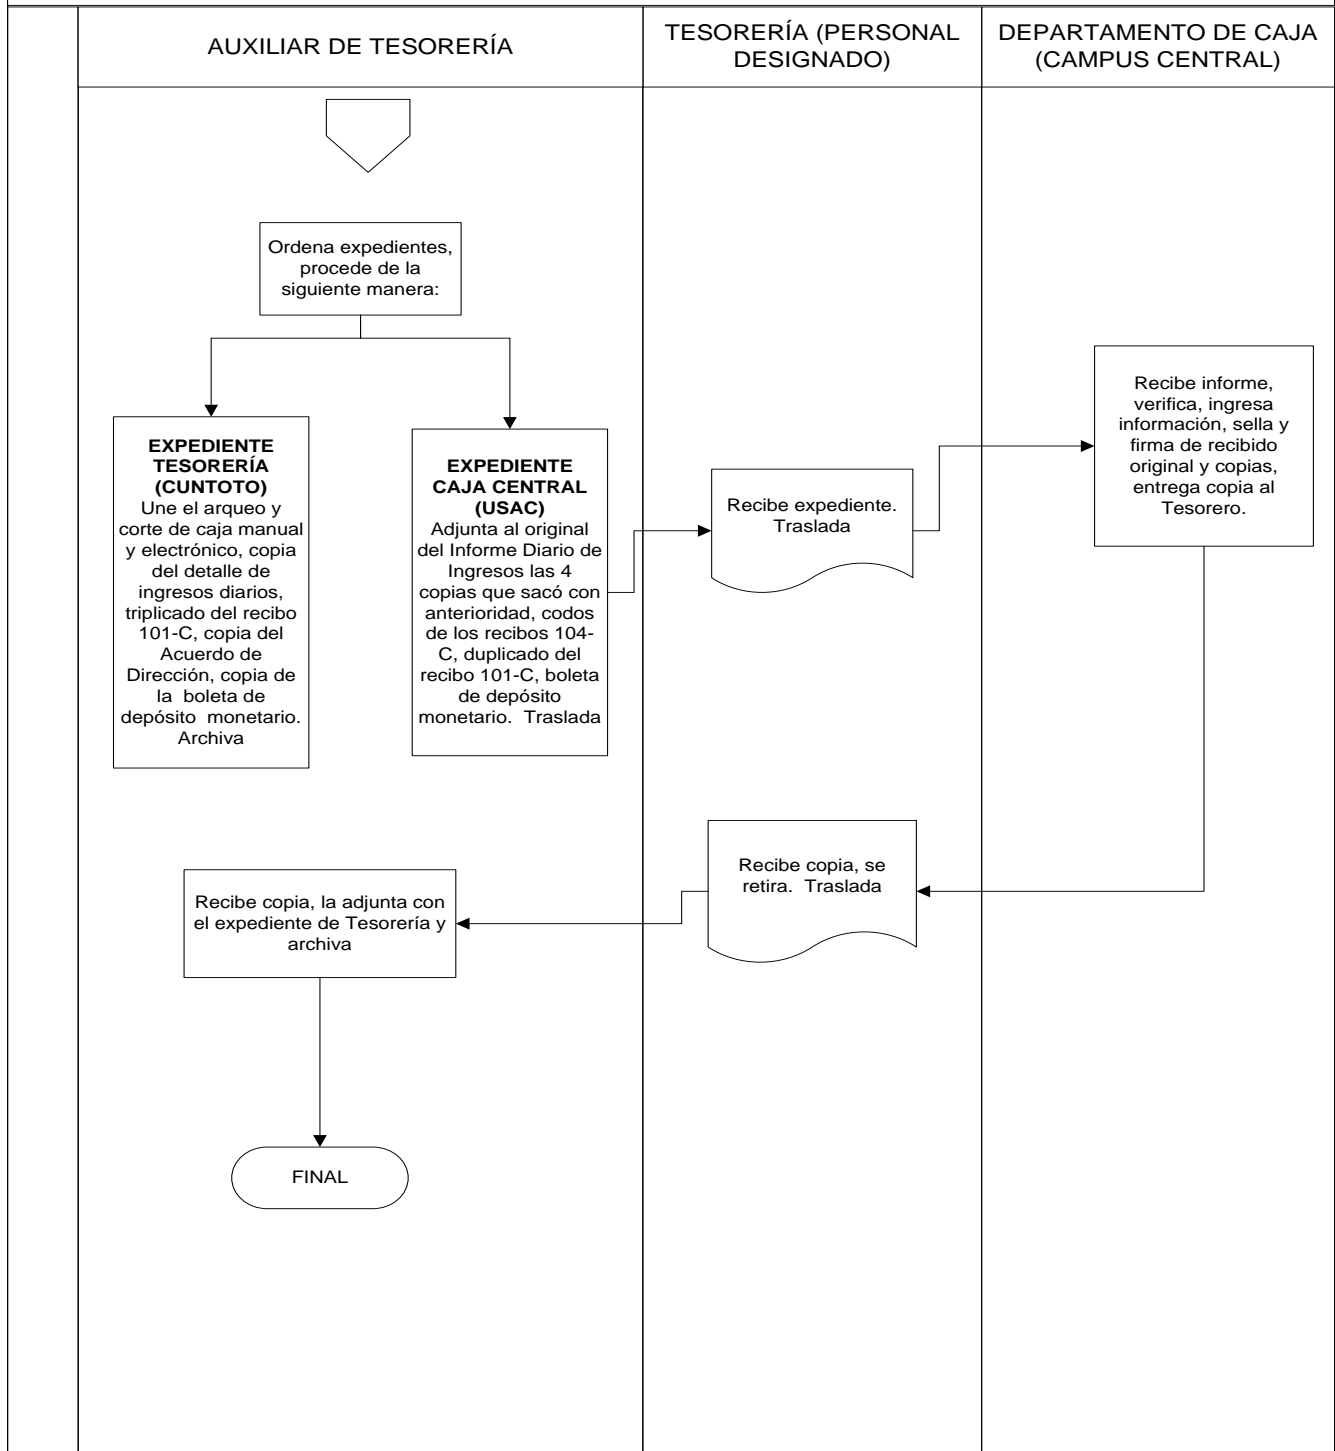 AUXILIAR DE TESORERÍA
TESORERÍA (PERSONAL
DESIGNADO)
DEPARTAMENTO DE CAJA
(CAMPUS CENTRAL)
Ordena expedientes,
procede de la
siguiente manera:
EXPEDIENTE
TESORERÍA
(CUNTOTO)
Une el arqueo y
corte de caja manual
y electrónico, copia
del detalle de
ingresos diarios,
triplicado del recibo
101-C, copia del
Acuerdo de
Dirección, copia de
la boleta de
depósito monetario.
Archiva
EXPEDIENTE
CAJA CENTRAL
(USAC)
Adjunta al original
del Informe Diario de
Ingresos las 4
copias que sacó con
anterioridad, codos
de los recibos 104-
C, duplicado del
recibo 101-C, boleta
de depósito
monetario. Traslada
Recibe expediente.
Traslada
Recibe informe,
verifica, ingresa
información, sella y
firma de recibido
original y copias,
entrega copia al
Tesorero.
Recibe copia, se
retira. Traslada
Recibe copia, la adjunta con
el expediente de Tesorería y
archiva
FINAL